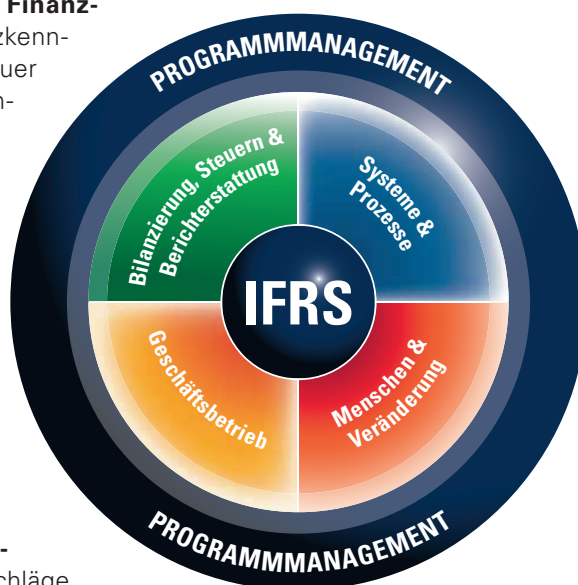 Finanz-
zkenn-
uer
n-
PROGRAMMMANAGEMENT
Bilanzierung, Steuern &
Berichterstattung
Systeme &
Prozesse
IFRS
Geschäftsbetrieb
Menschen &
Veränderung
PROGRAMMMANAGEMENT
-
chläge